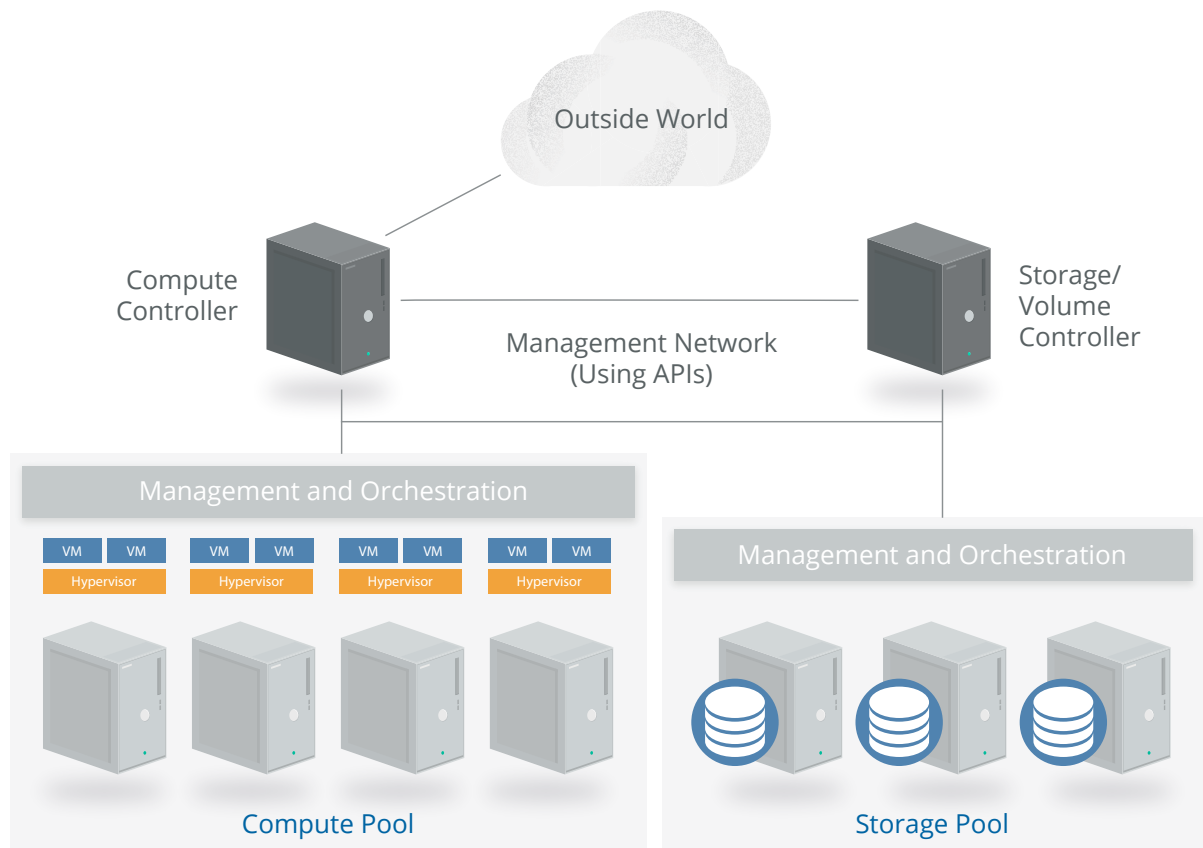 Outside World
Compute
Controller
Storage/
Volume
Controller
Management Network
(Using APIs)
Management and Orchestration
VM VM VM VM VM VM VM VM
Hypervisor Hypervisor Hypervisor Hypervisor
Compute Pool
Management and Orchestration
Storage Pool